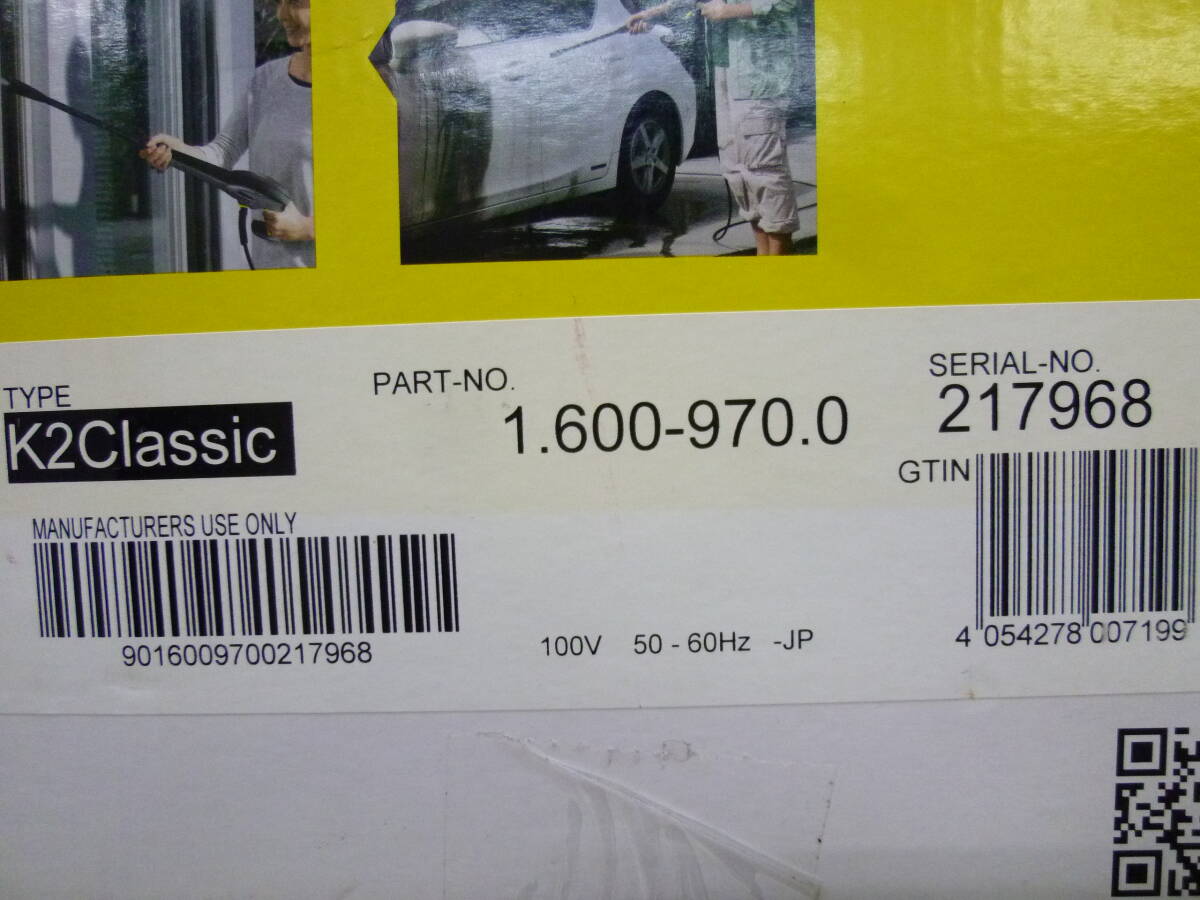 TYPE
K2Classic
PART-NO.
1.600-970.0
SERIAL-NO.
217968
GTIN
4 054278 007199
MANUFACTURERS USE ONLY
9016009700217968
100V 50 - 60Hz -JP